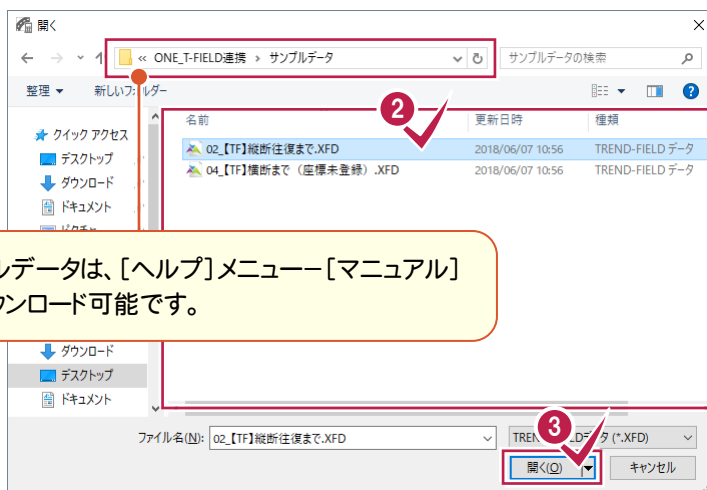 開く
« ONE_T-FIELD連携 › サンプルデータ
サンプルデータの検索
整理
新しいフォルダー
名前
更新日時
種類
2
クイック アクセス
デスクトップ
ダウンロード
ドキュメント
02_【TF】縦断往復まで.XFD
2018/06/07 10:56
TREND-FIELD データ
04_【TF】横断まで（座標未登録）.XFD
2018/06/07 10:56
TREND-FIELD データ
ルデータは、[ヘルプ]メニュー－[マニュアル]
ウンロード可能です。
ダウンロード
デスクトップ
ドキュメント
ファイル名(N):
02_【TF】縦断往復まで.XFD
3
(*.XFD)
開く(O)
キャンセル